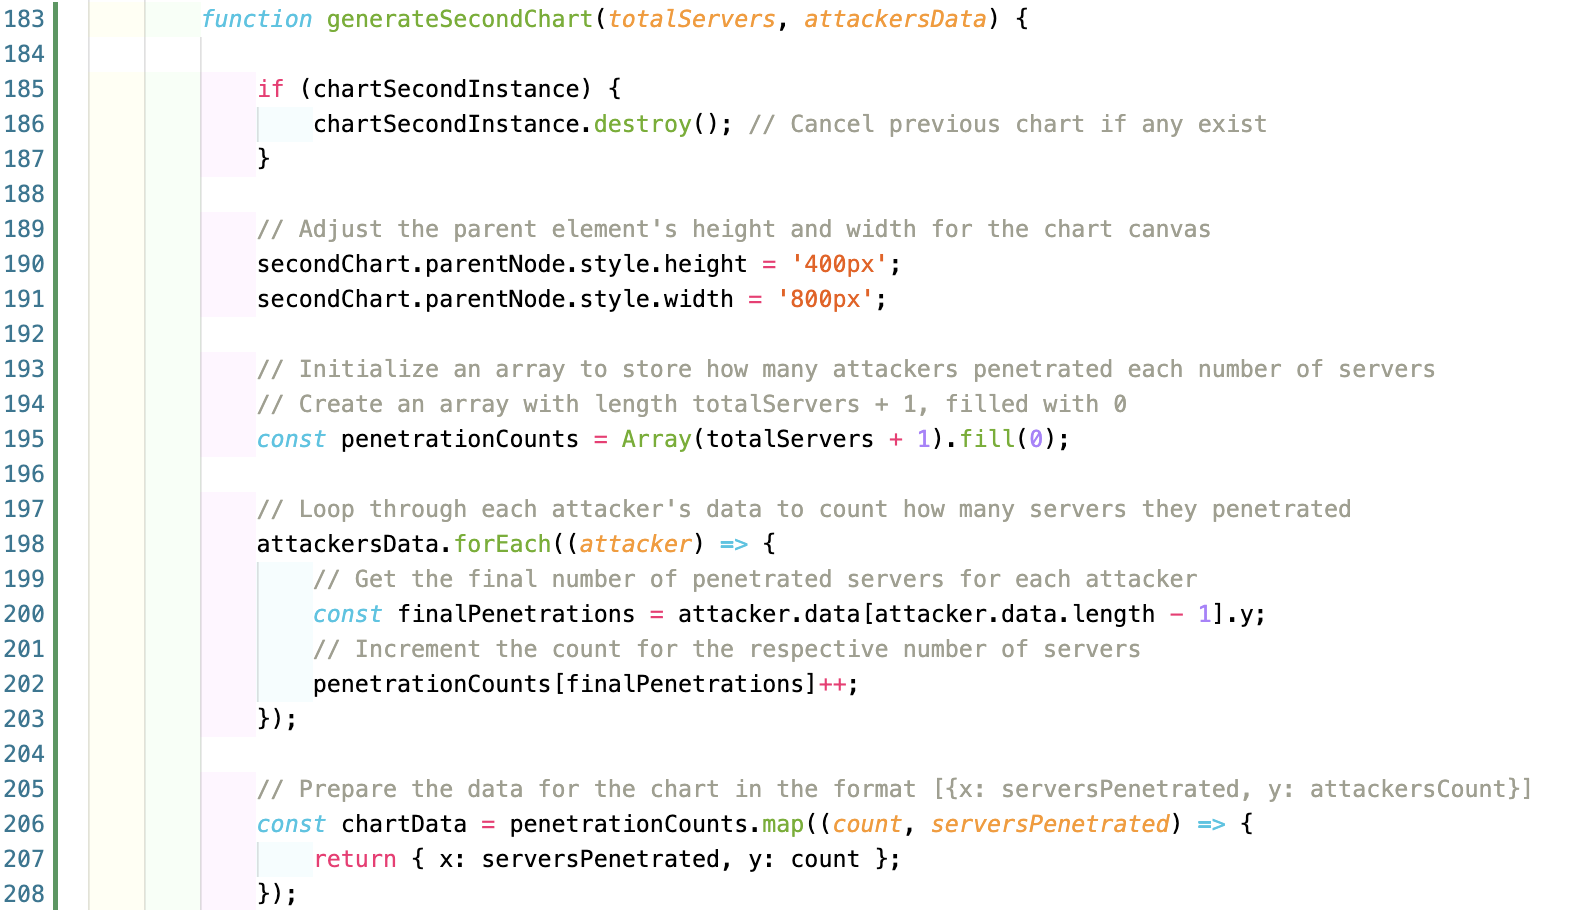 183 function generateSecondChart(totalServers, attackersData) {
184
185 if (chartSecondInstance) {
186 chartSecondInstance.destroy(); // Cancel previous chart if any exist
187 }
188
189 // Adjust the parent element's height and width for the chart canvas
190 secondChart.parentNode.style.height = '400px';
191 secondChart.parentNode.style.width = '800px';
192
193 // Initialize an array to store how many attackers penetrated each number of servers
194 // Create an array with length totalServers + 1, filled with 0
195 const penetrationCounts = Array(totalServers + 1).fill(0);
196
197 // Loop through each attacker's data to count how many servers they penetrated
198 attackersData.forEach((attacker) => {
199 // Get the final number of penetrated servers for each attacker
200 const finalPenetrations = attacker.data[attacker.data.length - 1].y;
201 // Increment the count for the respective number of servers
202 penetrationCounts[finalPenetrations]++;
203 });
204
205 // Prepare the data for the chart in the format [{x: serversPenetrated, y: attackersCount}]
206 const chartData = penetrationCounts.map((count, serversPenetrated) => {
207 return { x: serversPenetrated, y: count };
208 });